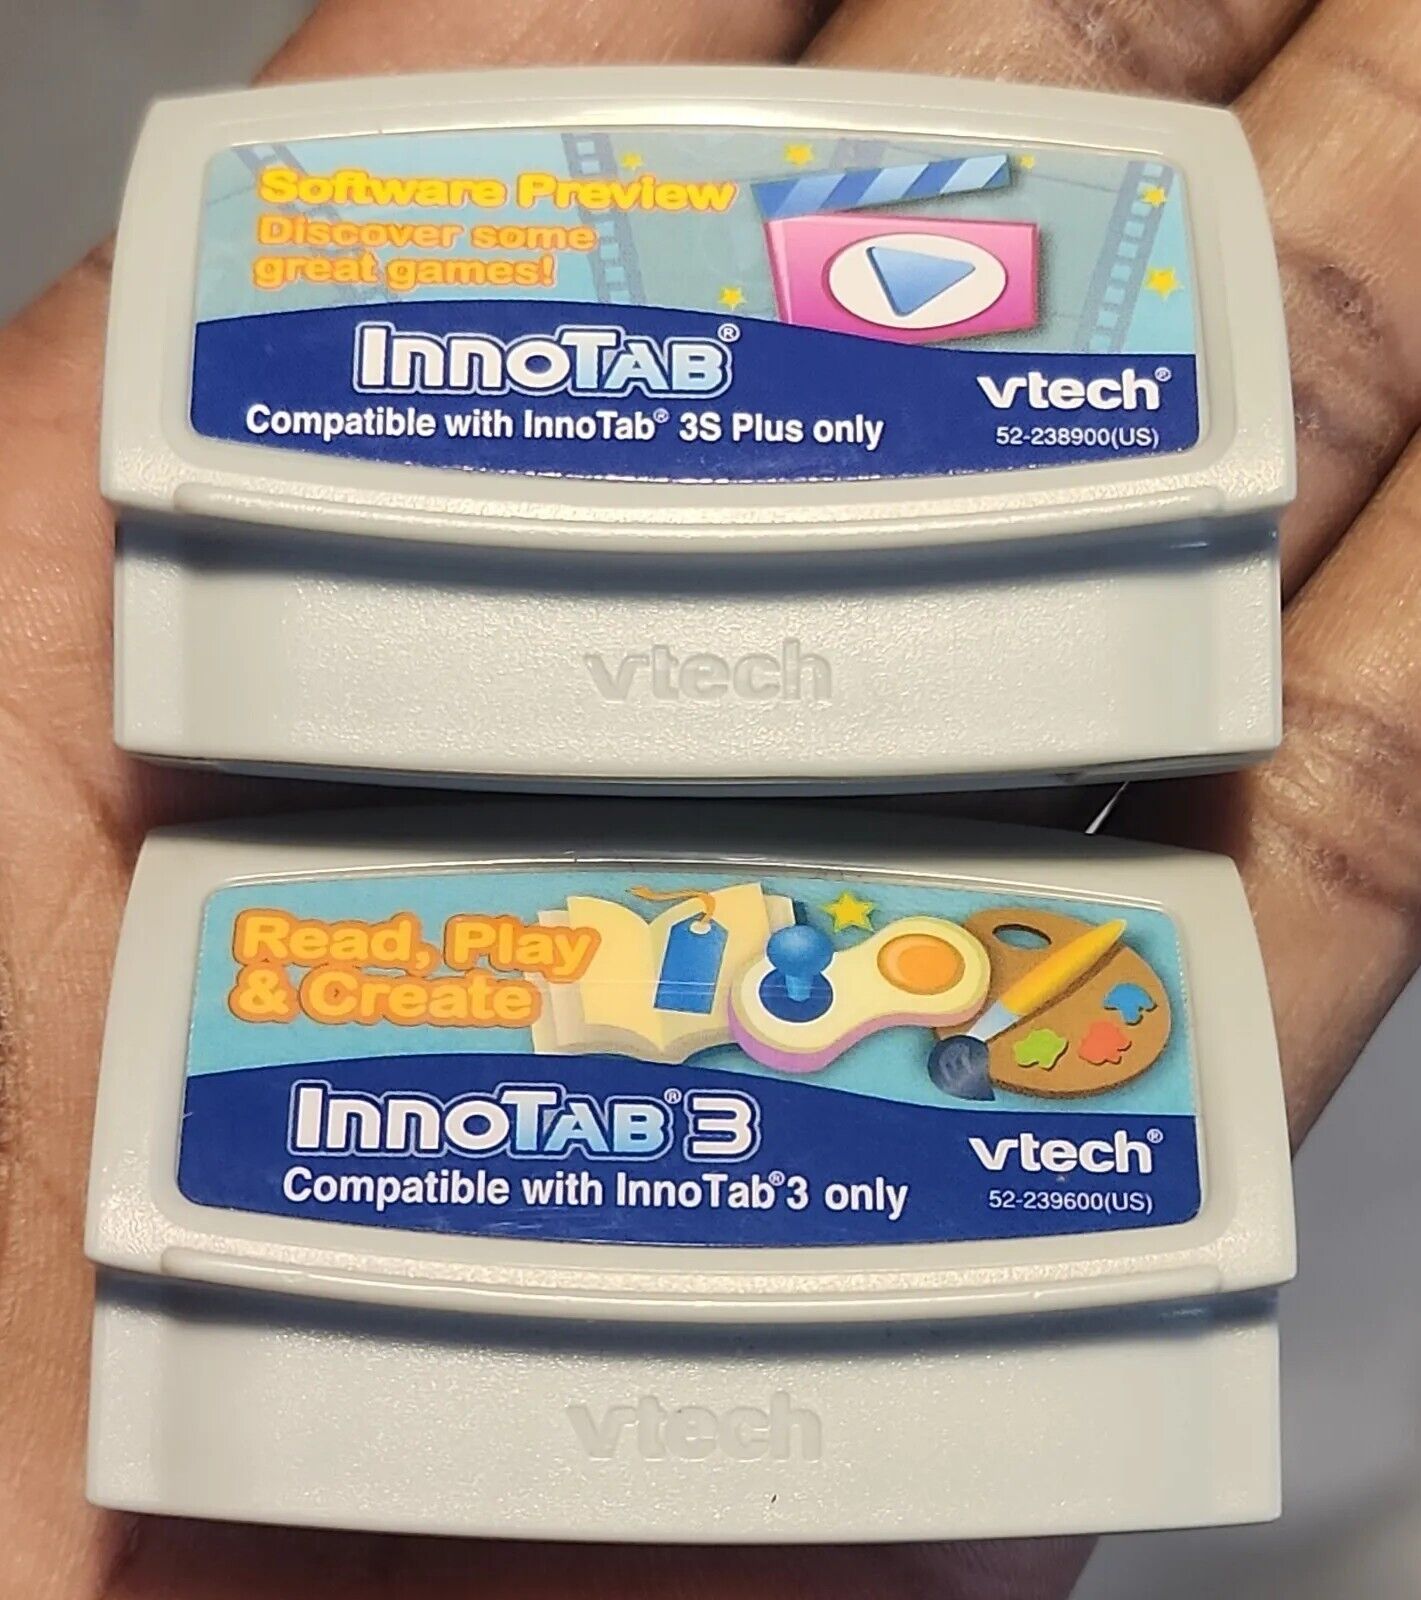 Software Preview
Discover some
great games!
InnoTab®
Compatible with InnoTab® 3S Plus only
vtech®
52-238900(US)
vtech
Read, Play
& Create
InnoTab® 3
Compatible with InnoTab® 3 only
vtech®
52-239600(US)
vtech